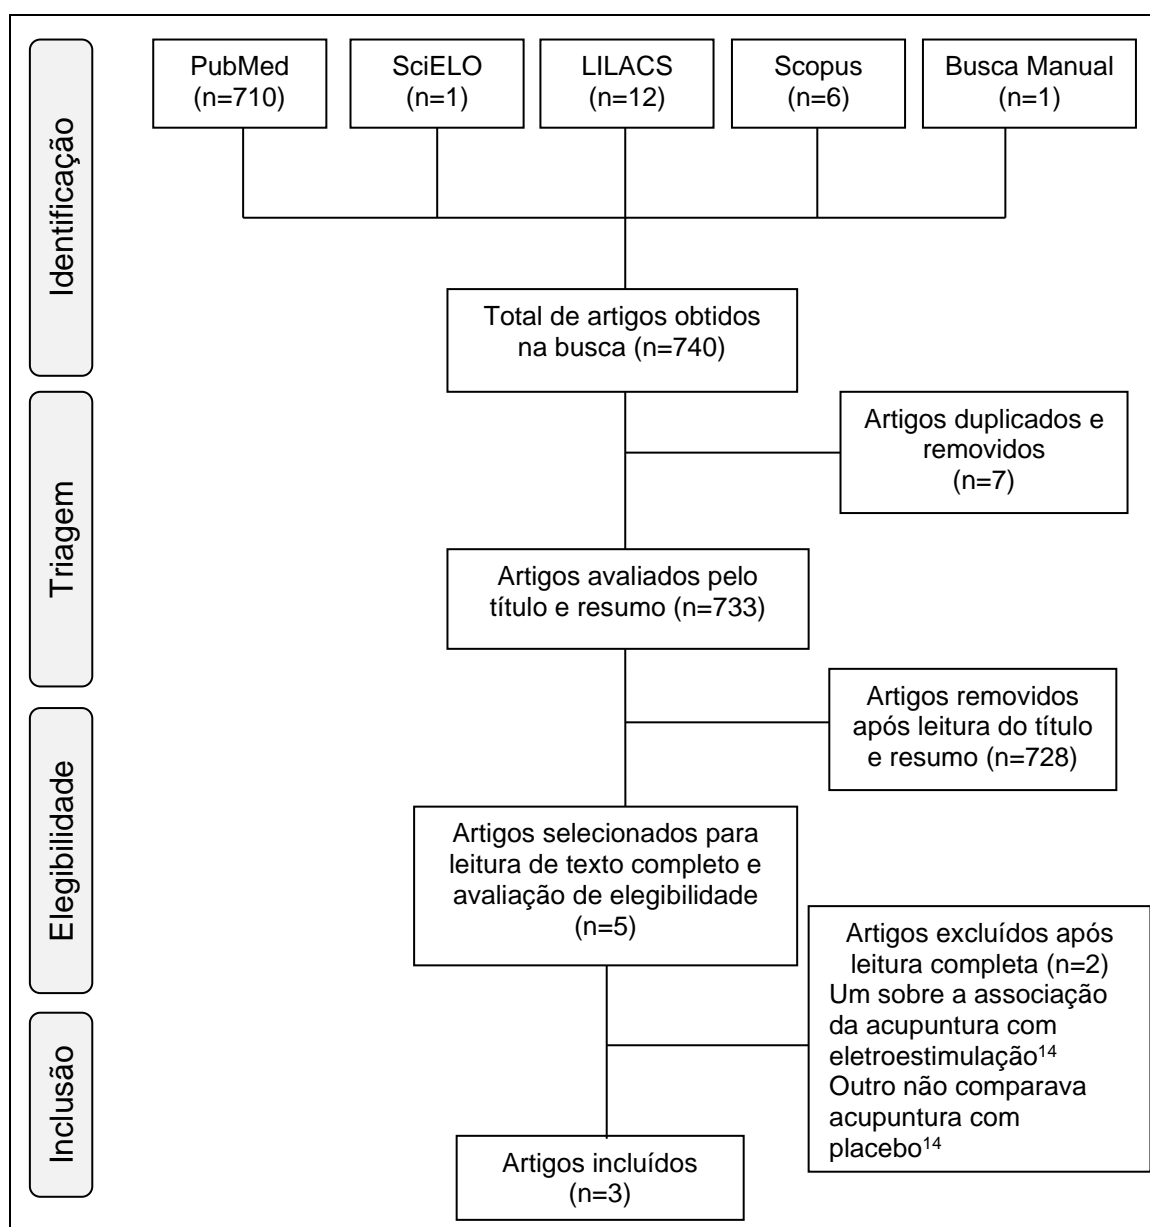 Identificação
PubMed
(n=710)
SciELO
(n=1)
LILACS
(n=12)
Scopus
(n=6)
Busca Manual
(n=1)
Total de artigos obtidos
na busca (n=740)
Triagem
Artigos duplicados e
removidos
(n=7)
Artigos avaliados pelo
título e resumo (n=733)
Artigos removidos
após leitura do título
e resumo (n=728)
Elegibilidade
Artigos selecionados para
leitura de texto completo e
avaliação de elegibilidade
(n=5)
Artigos excluídos após
leitura completa (n=2)
Um sobre a associação
da acupuntura com
eletroestimulação¹⁴
Outro não comparava
acupuntura com
placebo¹⁴
Inclusão
Artigos incluídos
(n=3)